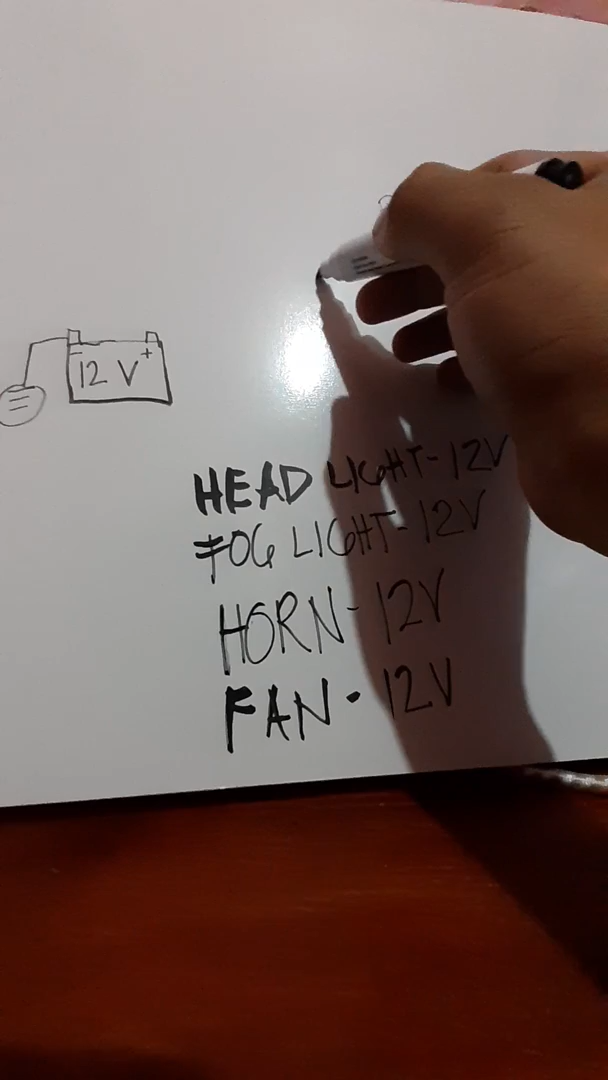 - +
12 V
HEAD LIGHT-12V
FOG LIGHT-12V
HORN-12V
FAN-12V